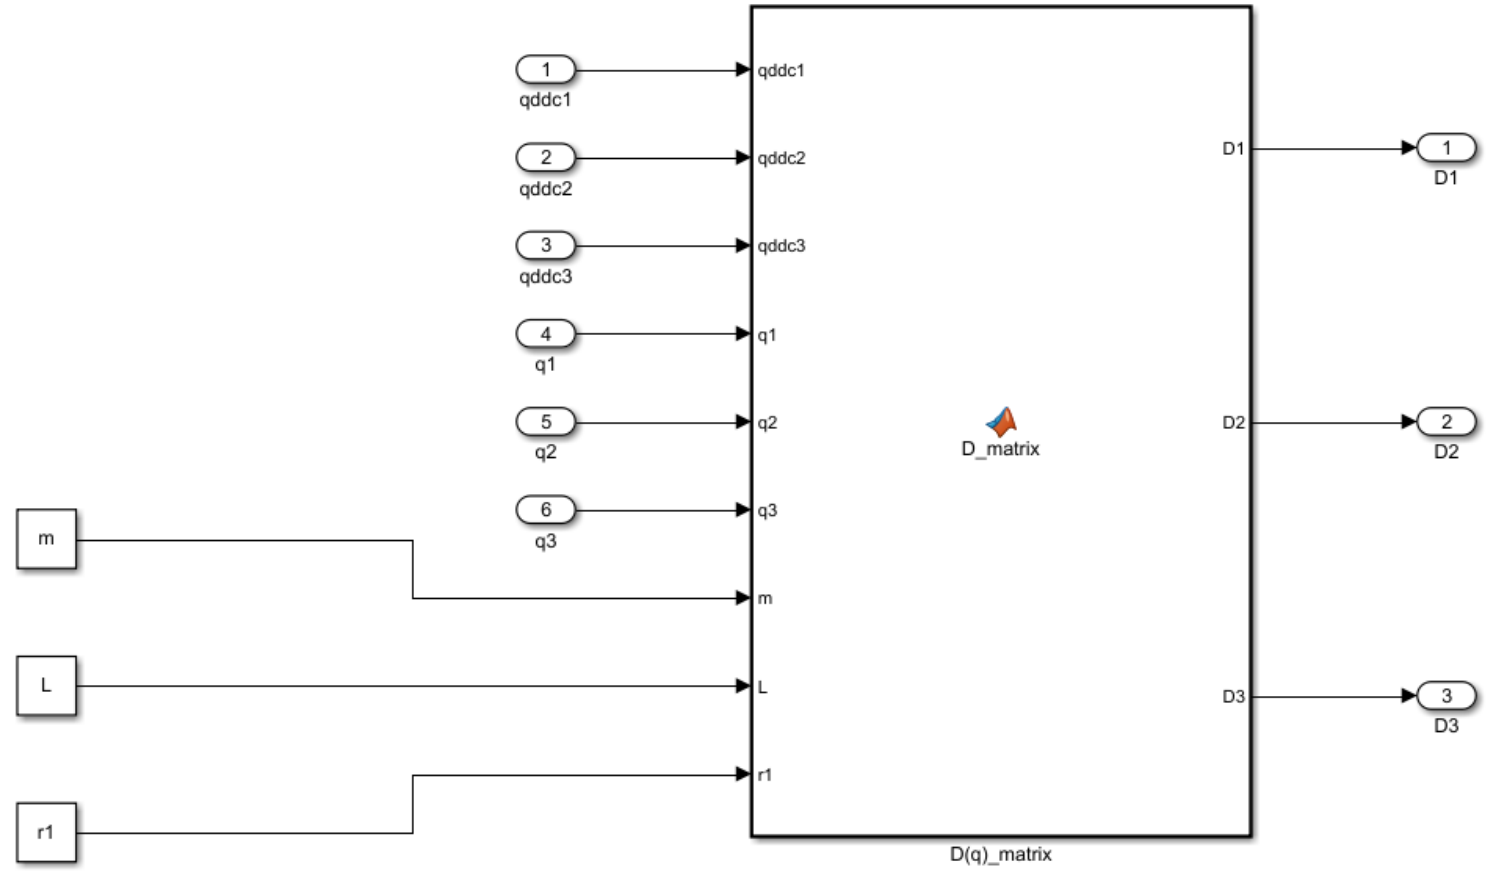 1
qddc1
qddc1
2
qddc2
qddc2
3
qddc3
qddc3
4
q1
q1
5
q2
q2
6
q3
q3
m
m
L
L
r1
r1
D_matrix
D(q)_matrix
D1
1
D1
D2
2
D2
D3
3
D3